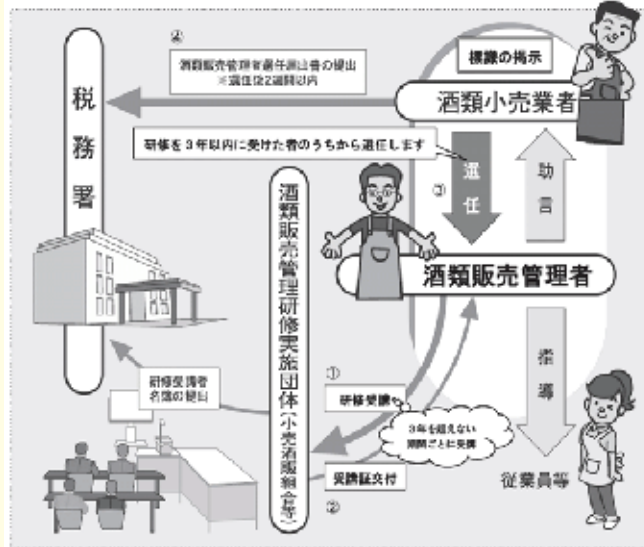 ④
酒類販売管理者選任届出書の提出
※選任後2週間以内
標識の掲示
税務署
酒類小売業者
研修を3年以内に受けた者のうちから選任します
③
選任
助言
酒類販売管理者
酒類販売管理研修実施団体(小売酒販組合等)
研修受講者
名簿の提出
①
研修受講
3年を超えない
期間ごとに受講
受講証交付
②
指導
従業員等